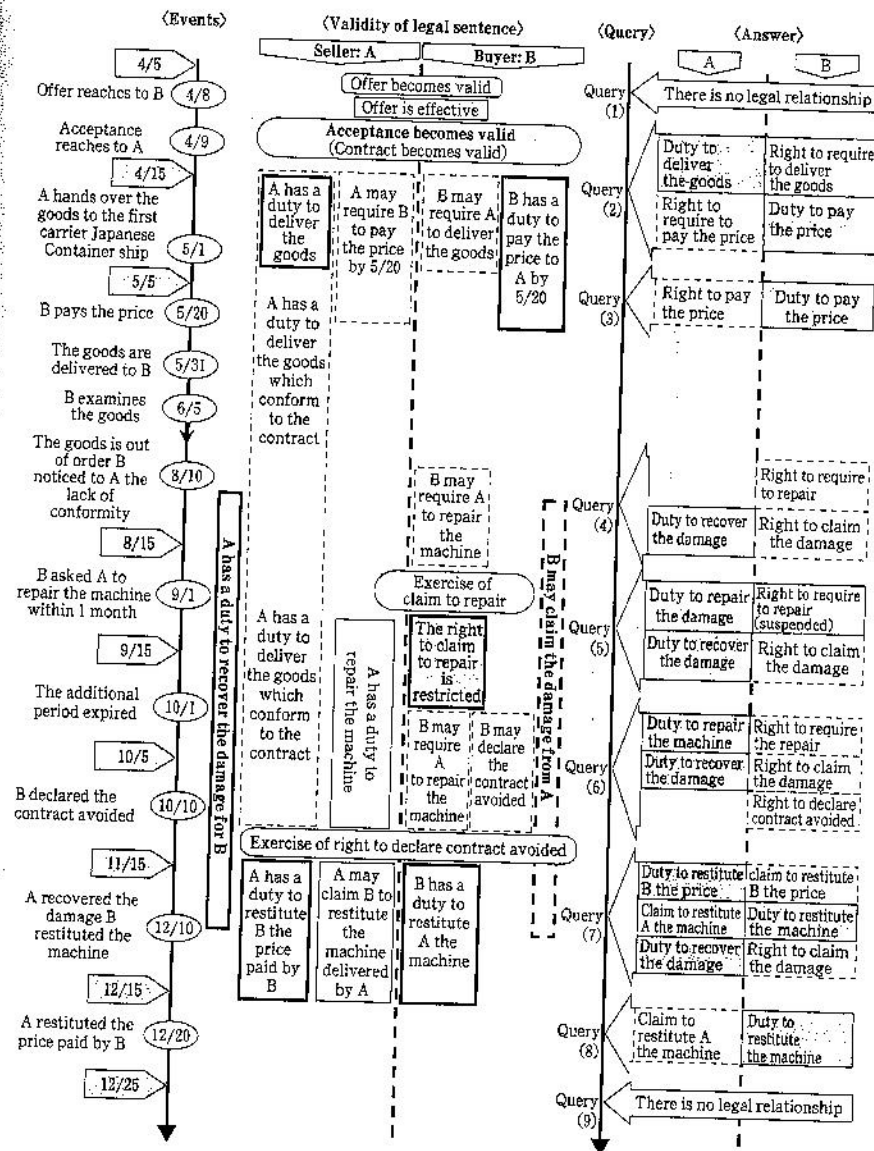 ⟨Events⟩
⟨Validity of legal sentence⟩
⟨Query⟩
⟨Answer⟩
Seller: A
Buyer: B
A
B
4/5
Offer reaches to B
4/8
Offer becomes valid
Offer is effective
Query
(1)
There is no legal relationship
Acceptance
reaches to A
4/9
Acceptance becomes valid
(Contract becomes valid)
4/15
A hands over the
goods to the first
carrier Japanese
Container ship
5/1
A has a
duty to
deliver
the
goods
A may
require B
to pay
the price
by 5/20
B may
require A
to deliver
the goods
B has a
duty to
pay the
price to
A by
5/20
Query
(2)
Duty to
deliver
the goods
Right to require
to deliver
the goods
Right to
require to
pay the price
Duty to pay
the price
5/5
B pays the price
5/20
A has a
duty to
deliver
the goods
which
conform
to the
contract
Query
(3)
Right to pay
the price
Duty to pay
the price
The goods are
delivered to B
5/31
B examines
the goods
6/5
The goods is out
of order B
noticed to A the
lack of
conformity
8/10
B may
require A
to repair
the
machine
Query
(4)
Right to require
to repair
Duty to recover
the damage
Right to claim
the damage
8/15
A has a duty to recover the damage for B
B may claim the damage from A
B asked A to
repair the machine
within 1 month
9/1
Exercise of
claim to repair
Query
(5)
Duty to repair
the damage
Right to require
to repair
(suspended)
Duty to recover
the damage
Right to claim
the damage
9/15
A has a
duty to
deliver
the goods
which
conform
to the
contract
A has a duty to
repair the machine
The right
to claim
to repair
is
restricted
The additional
period expired
10/1
B may
require
A
to repair
the
machine
B may
declare
the
contract
avoided
Query
(6)
Duty to repair
the machine
Right to require
the repair
Duty to recover
the damage
Right to claim
the damage
Right to declare
contract avoided
10/5
B declared the
contract avoided
10/10
Exercise of right to declare contract avoided
11/15
A recovered the
damage B
restituted the
machine
12/10
A has a
duty to
restitute
B the
price
paid by
B
A may
claim B to
restitute
the
machine
delivered
by A
B has a
duty to
restitute
A the
machine
Query
(7)
Duty to restitute
B the price
claim to restitute
B the price
Claim to restitute
A the machine
Duty to restitute
the machine
Duty to recover
the damage
Right to claim
the damage
12/15
A restituted the
price paid by B
12/20
Query
(8)
Claim to
restitute A
the machine
Duty to
restitute
the machine
12/25
Query
(9)
There is no legal relationship